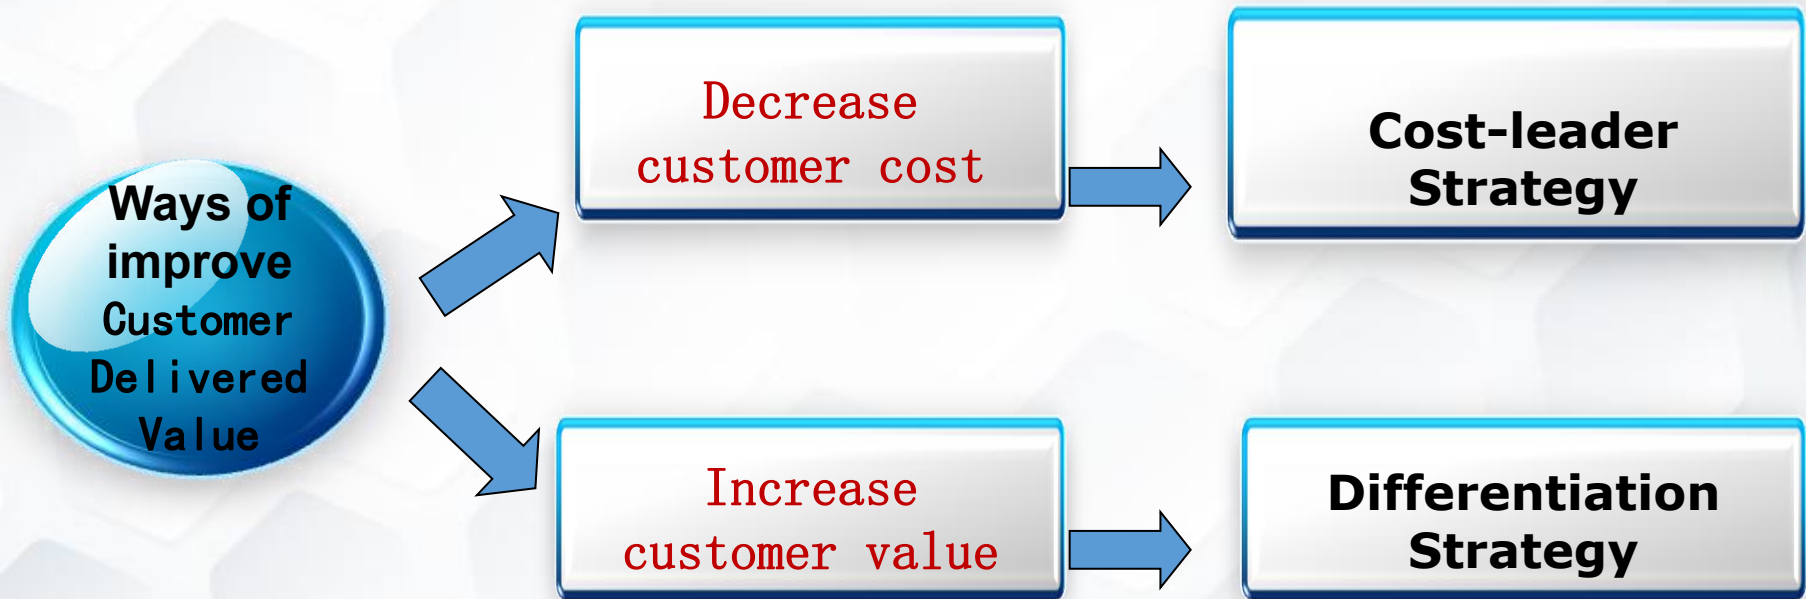 Ways of
improve
Customer
Delivered
Value
Decrease
customer cost
Cost-leader
Strategy
Increase
customer value
Differentiation
Strategy